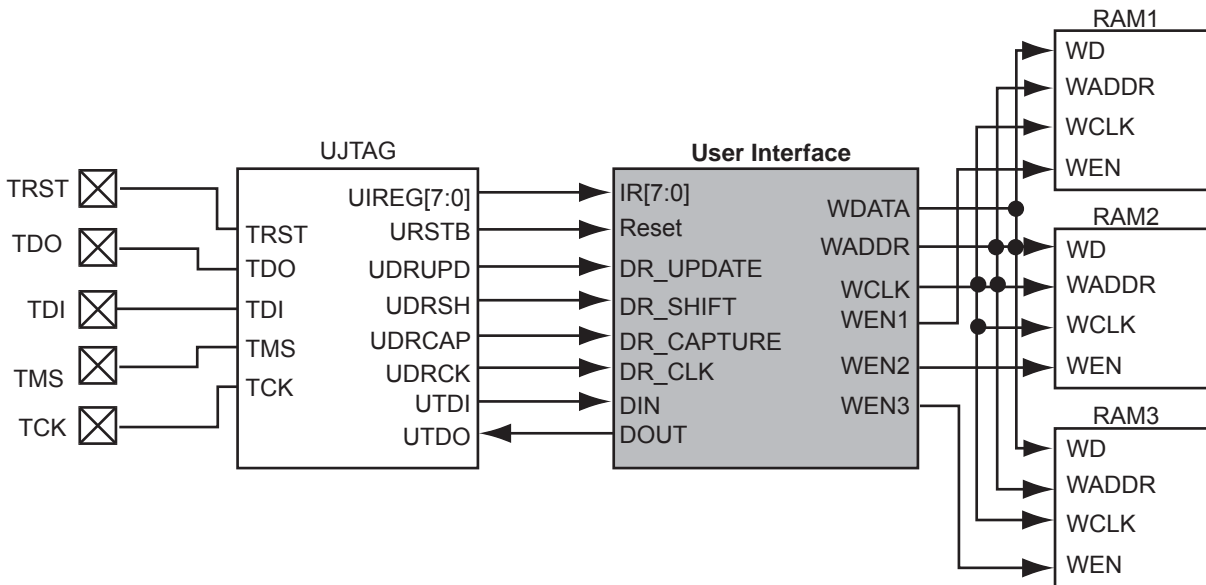 RAM1
WD
WADDR
WCLK
WEN
UJTAG
TRST
TDO
TDI
TMS
TCK
TRST
TDO
TDI
TMS
TCK
UIREG[7:0]
URSTB
UDRUPD
UDRSH
UDRCAP
UDRCK
UTDI
UTDO
User Interface
IR[7:0]
Reset
DR_UPDATE
DR_SHIFT
DR_CAPTURE
DR_CLK
DIN
DOUT
WDATA
WADDR
WCLK
WEN1
WEN2
WEN3
RAM2
WD
WADDR
WCLK
WEN
RAM3
WD
WADDR
WCLK
WEN